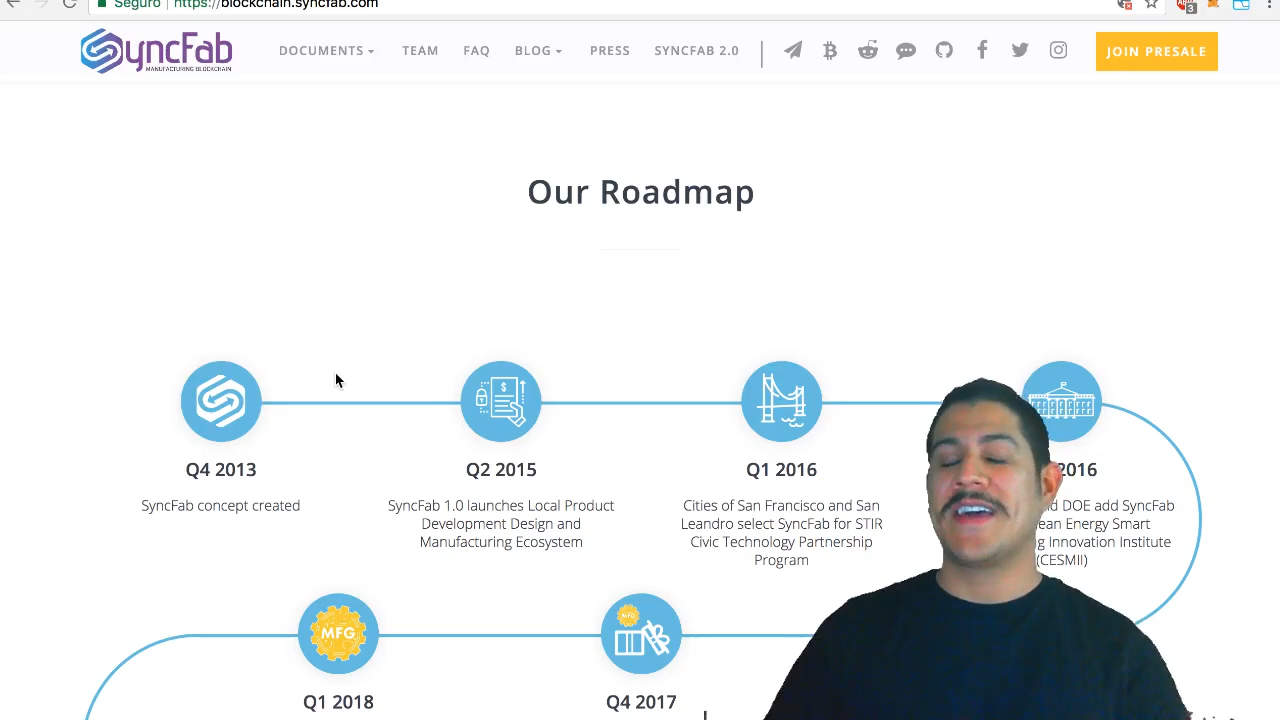 Seguro | https://blockchain.syncfab.com
SyncFab
MANUFACTURING BLOCKCHAIN
DOCUMENTS TEAM FAQ BLOG PRESS SYNCFAB 2.0
JOIN PRESALE
3
Our Roadmap
Q4 2013
SyncFab concept created
Q2 2015
SyncFab 1.0 launches Local Product
Development Design and
Manufacturing Ecosystem
Q1 2016
Cities of San Francisco and San
Leandro select SyncFab for STIR
Civic Technology Partnership
Program
2016
DOE add SyncFab
Energy Smart
Innovation Institute
(CESMII)
MFG
Q1 2018
MFG
Q4 2017